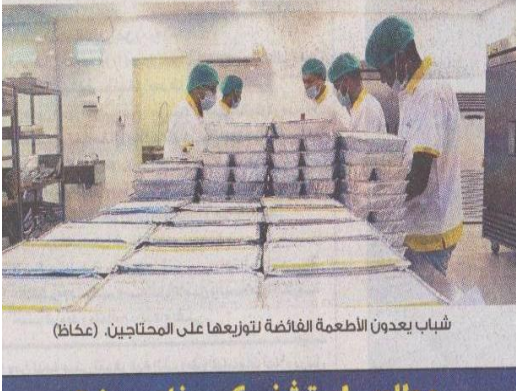 شباب يعدون الأطعمة الفائضة لتوزيعها على المحتاجين. (عكاظ)